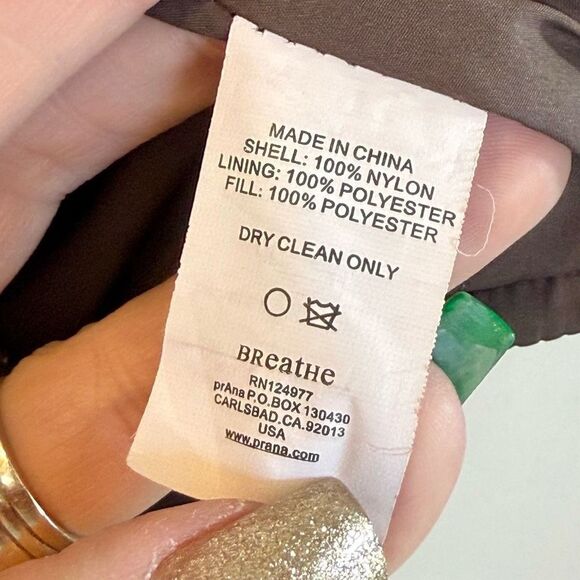 MADE IN CHINA
SHELL: 100% NYLON
LINING: 100% POLYESTER
FILL: 100% POLYESTER
DRY CLEAN ONLY
BReatHe
RN124977
prAna P.O.BOX 130430
CARLSBAD.CA.92013
USA
www.prana.com